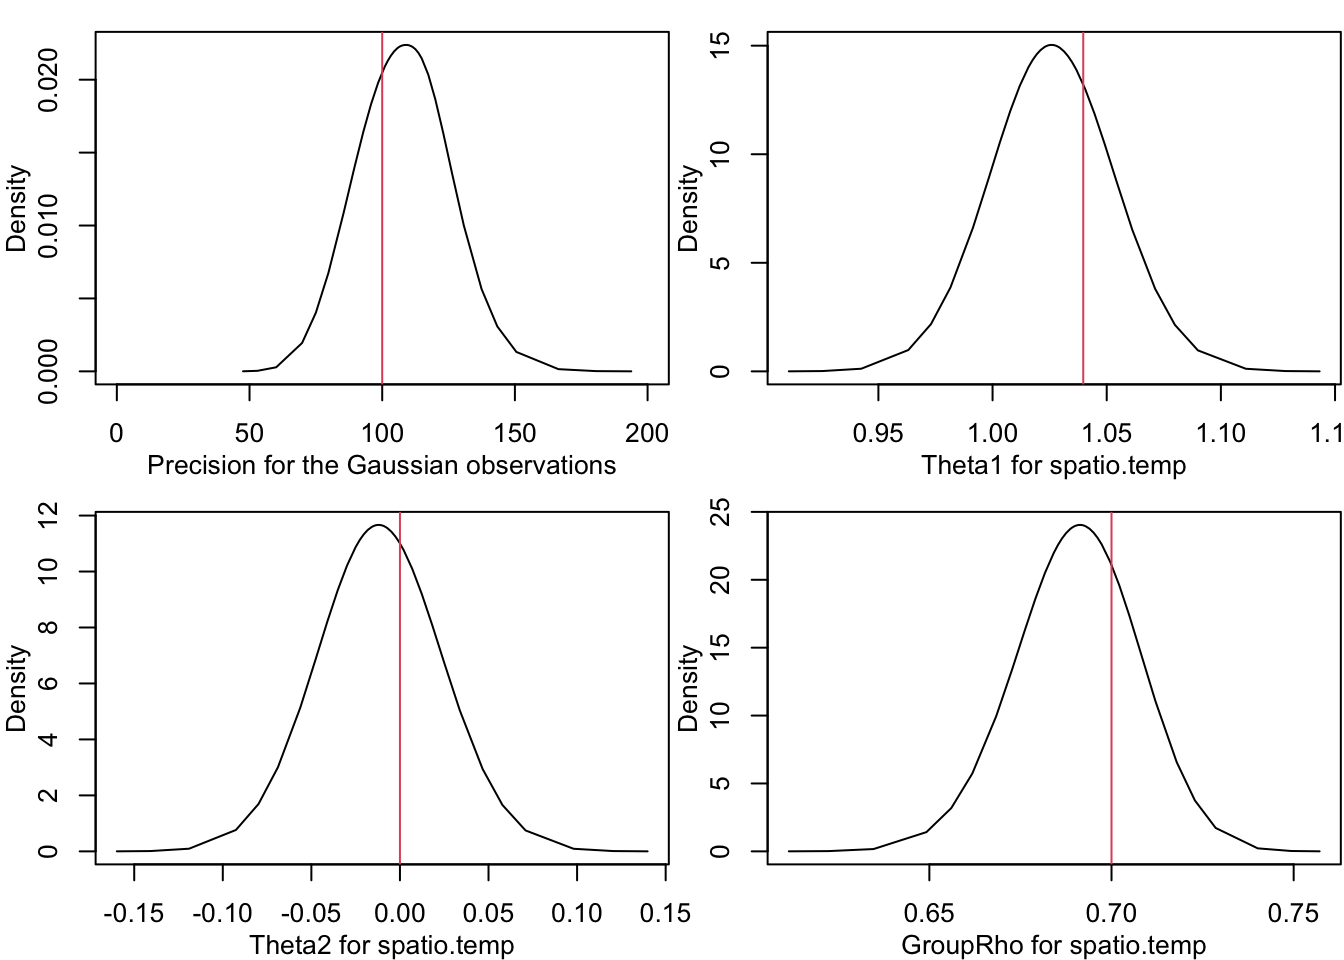 Density
0.000
0.010
0.020
0 50 100 150 200
Precision for the Gaussian observations
Density
0
5
10
15
0.95 1.00 1.05 1.10 1.1
Theta1 for spatio.temp
Density
0
2
4
6
8
10
12
-0.15 -0.10 -0.05 0.00 0.05 0.10 0.15
Theta2 for spatio.temp
Density
0
5
10
15
20
25
0.65 0.70 0.75
GroupRho for spatio.temp